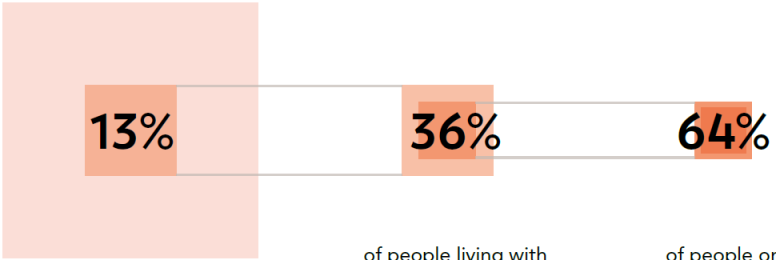 13% 36% 64%
of people living with of people